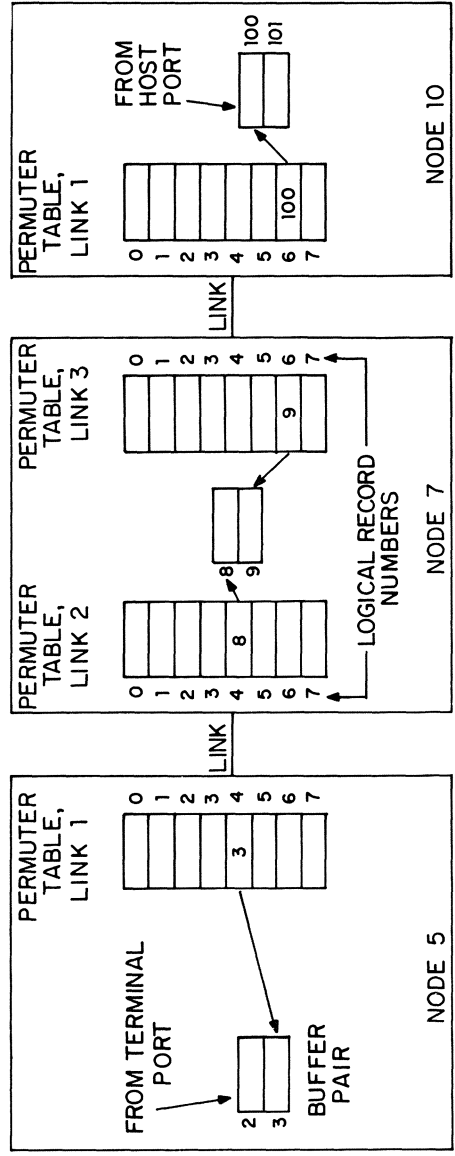 PERMUTER
TABLE,
LINK 1
FROM TERMINAL
PORT
0
1
2
3
4
5
6
7
3
2
3
BUFFER
PAIR
NODE 5
LINK
PERMUTER
TABLE,
LINK 2
0
1
2
3
4
5
6
7
8
8
9
PERMUTER
TABLE,
LINK 3
0
1
2
3
4
5
6
7
9
LOGICAL RECORD
NUMBERS
NODE 7
LINK
PERMUTER
TABLE,
LINK 1
0
1
2
3
4
5
6
7
100
FROM
HOST
PORT
100
101
NODE 10